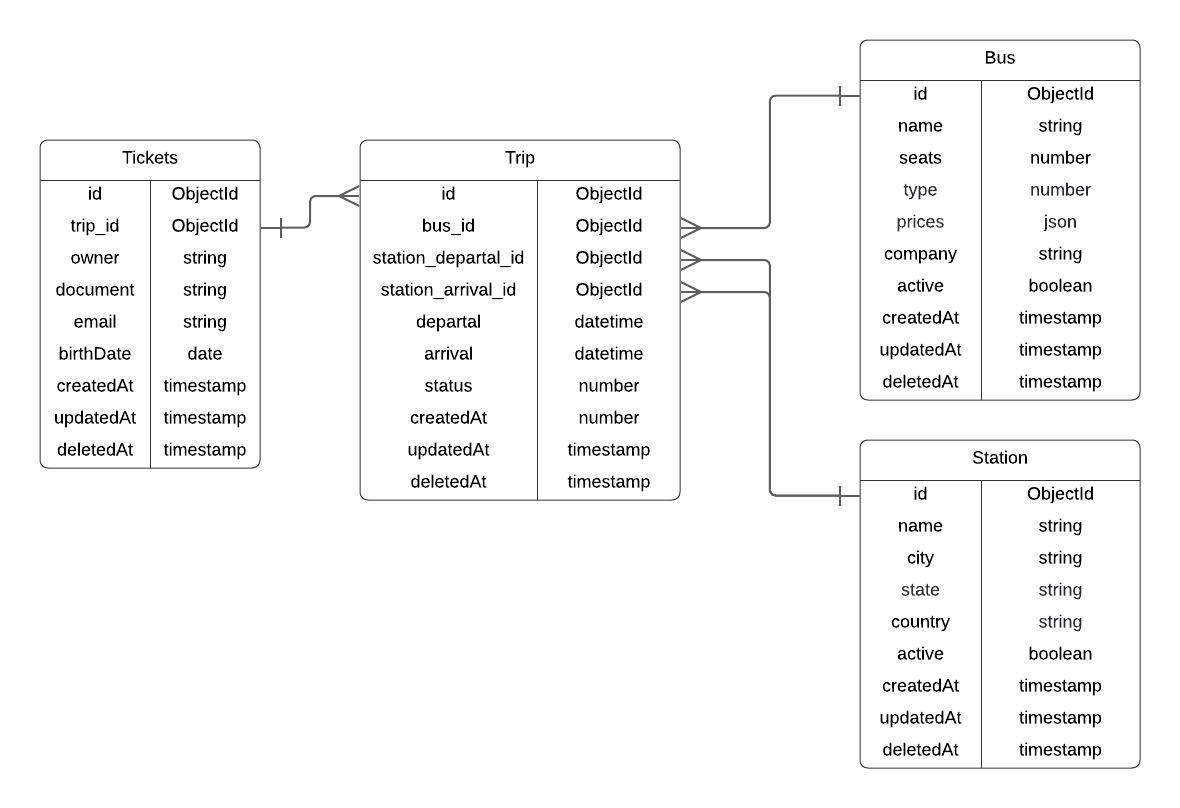 Tickets
id ObjectId
trip_id ObjectId
owner string
document string
email string
birthDate date
createdAt timestamp
updatedAt timestamp
deletedAt timestamp
Trip
id ObjectId
bus_id ObjectId
station_departal_id ObjectId
station_arrival_id ObjectId
departal datetime
arrival datetime
status number
createdAt number
updatedAt timestamp
deletedAt timestamp
Bus
id ObjectId
name string
seats number
type number
prices json
company string
active boolean
createdAt timestamp
updatedAt timestamp
deletedAt timestamp
Station
id ObjectId
name string
city string
state string
country string
active boolean
createdAt timestamp
updatedAt timestamp
deletedAt timestamp